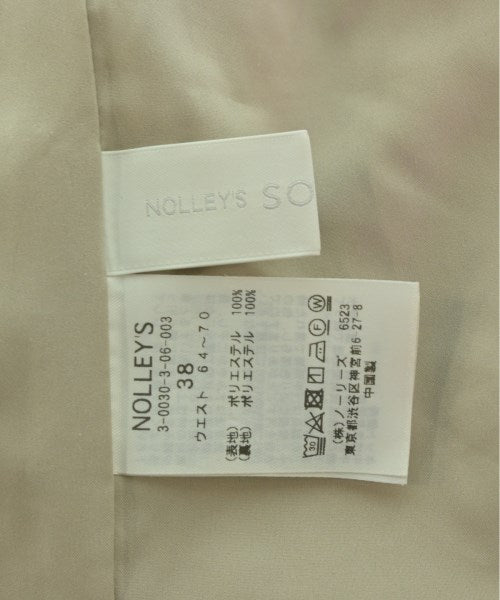 NOLLEY'S SO
NOLLEY'S
3-0030-3-06-003
38
ウエスト 64～70
(表地) ポリエステル 100%
(裏地) ポリエステル 100%
30
F W
(株)ノーリーズ 6523
東京都渋谷区神宮前6-27-8
中国製